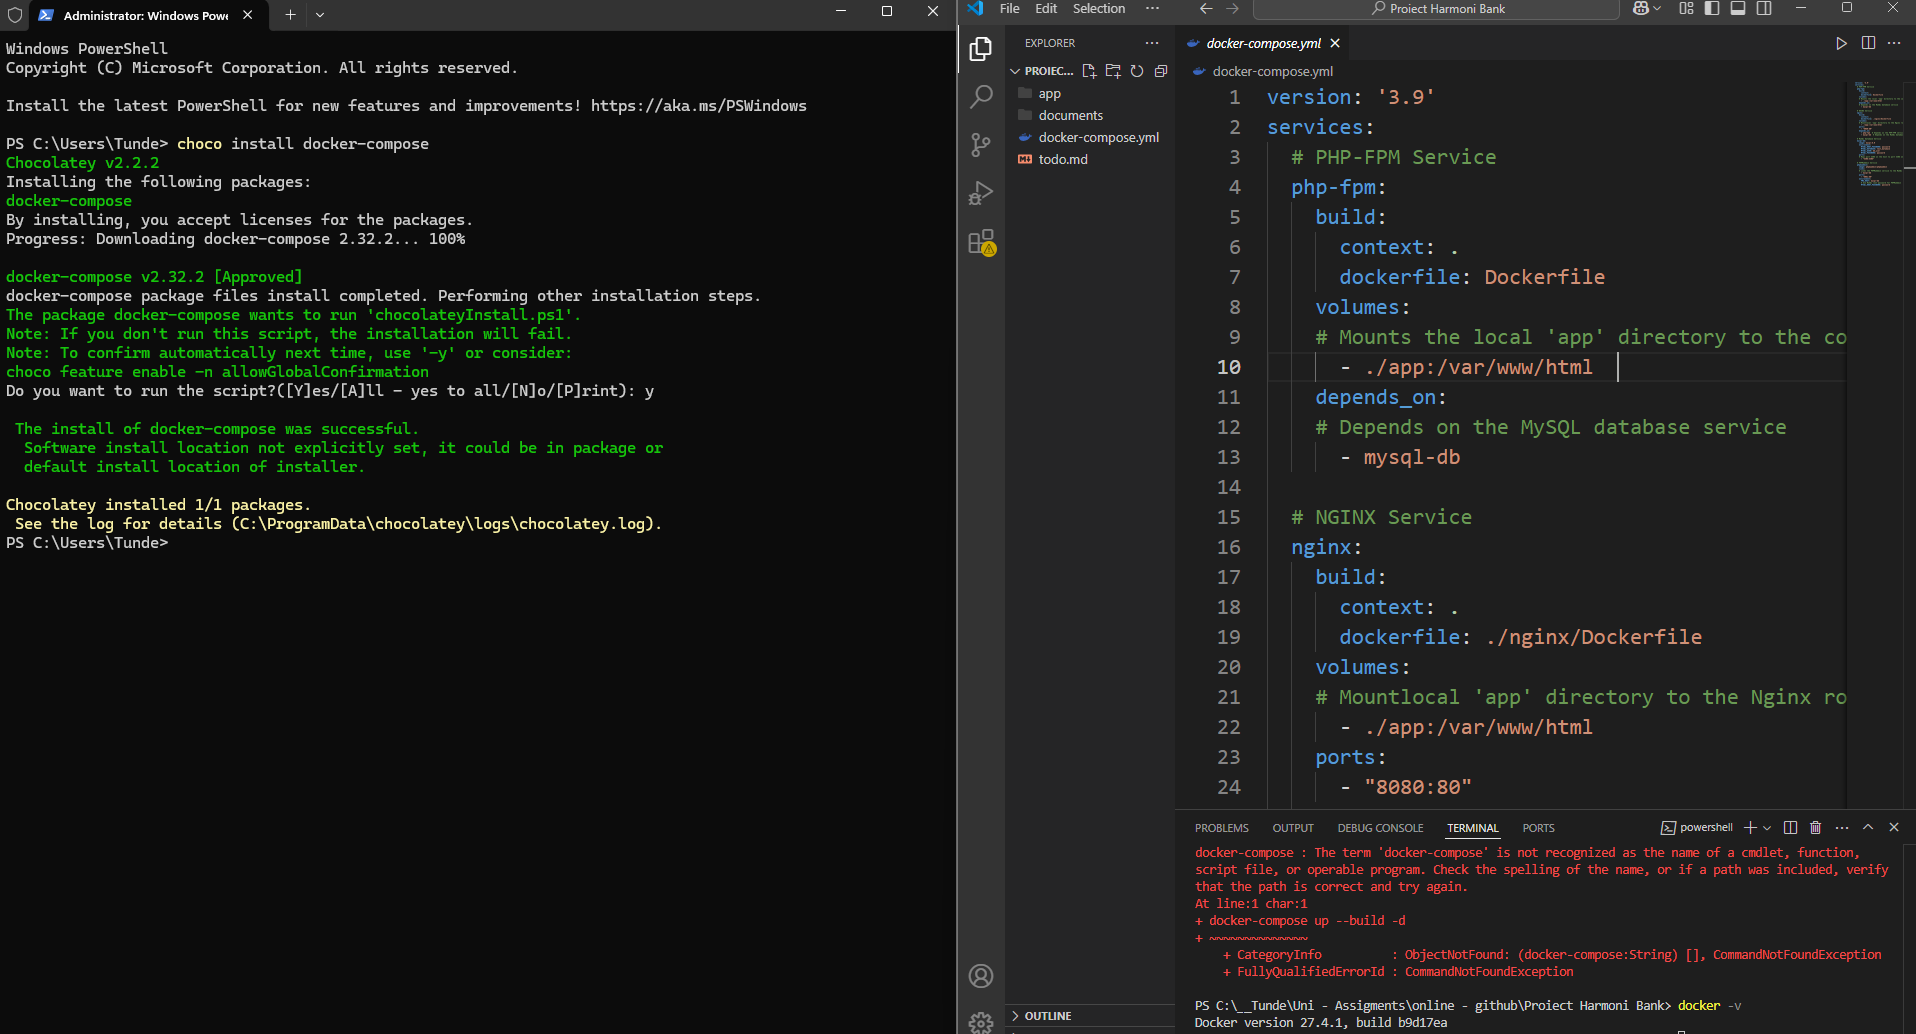 Administrator: Windows Powe
Windows PowerShell
Copyright (C) Microsoft Corporation. All rights reserved.
Install the latest PowerShell for new features and improvements! https://aka.ms/PSWindows
PS C:\Users\Tunde> choco install docker-compose
Chocolatey v2.2.2
Installing the following packages:
docker-compose
By installing, you accept licenses for the packages.
Progress: Downloading docker-compose 2.32.2... 100%
docker-compose v2.32.2 [Approved]
docker-compose package files install completed. Performing other installation steps.
The package docker-compose wants to run 'chocolateyInstall.ps1'.
Note: If you don't run this script, the installation will fail.
Note: To confirm automatically next time, use '-y' or consider:
choco feature enable -n allowGlobalConfirmation
Do you want to run the script?([Y]es/[A]ll - yes to all/[N]o/[P]rint): y
The install of docker-compose was successful.
Software install location not explicitly set, it could be in package or
default install location of installer.
Chocolatey installed 1/1 packages.
See the log for details (C:\ProgramData\chocolatey\logs\chocolatey.log).
PS C:\Users\Tunde>
File Edit Selection ··· Proiect Harmoni Bank
EXPLORER ···
PROIEC...
app
documents
docker-compose.yml
todo.md
OUTLINE
docker-compose.yml
docker-compose.yml
1 version: '3.9'
2 services:
3 # PHP-FPM Service
4 php-fpm:
5 build:
6 context: .
7 dockerfile: Dockerfile
8 volumes:
9 # Mounts the local 'app' directory to the co
10 - ./app:/var/www/html
11 depends_on:
12 # Depends on the MySQL database service
13 - mysql-db
14
15 # NGINX Service
16 nginx:
17 build:
18 context: .
19 dockerfile: ./nginx/Dockerfile
20 volumes:
21 # Mountlocal 'app' directory to the Nginx ro
22 - ./app:/var/www/html
23 ports:
24 - "8080:80"
PROBLEMS OUTPUT DEBUG CONSOLE TERMINAL PORTS powershell
docker-compose : The term 'docker-compose' is not recognized as the name of a cmdlet, function,
script file, or operable program. Check the spelling of the name, or if a path was included, verify
that the path is correct and try again.
At line:1 char:1
+ docker-compose up --build -d
+ ~~~~~~~~~~~~~~
+ CategoryInfo : ObjectNotFound: (docker-compose:String) [], CommandNotFoundException
+ FullyQualifiedErrorId : CommandNotFoundException
PS C:\__Tunde\Uni - Assigments\online - github\Proiect Harmoni Bank> docker -v
Docker version 27.4.1, build b9d17ea